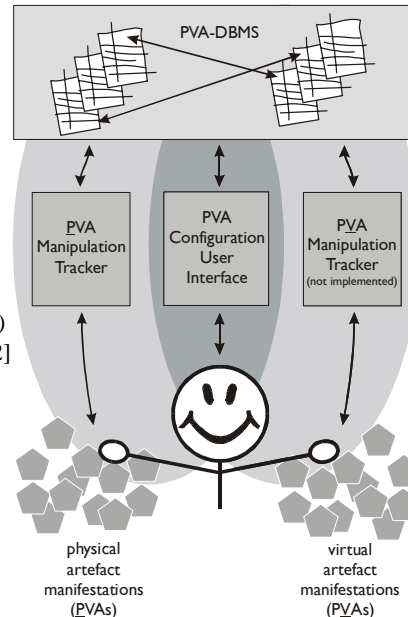 PVA-DBMS
PVA
Manipulation
Tracker
PVA
Configuration
User
Interface
PVA
Manipulation
Tracker
(not implemented)
)
2]
physical
artefact
manifestations
(PVAs)
virtual
artefact
manifestations
(PVAs)